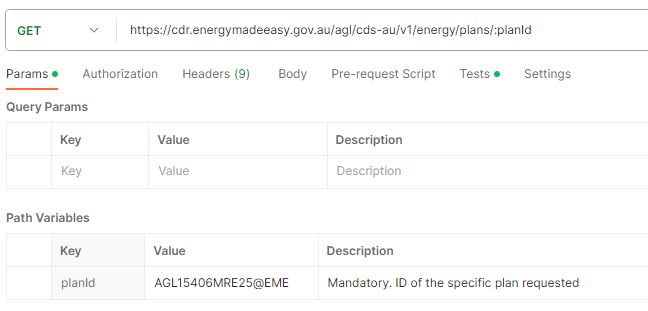 GET https://cdr.energymadeeasy.gov.au/agl/cds-au/v1/energy/plans/:planId
Params Authorization Headers (9) Body Pre-request Script Tests Settings
Query Params
Key Value Description
Key Value Description
Path Variables
Key Value Description
planId AGL15406MRE25@EME Mandatory. ID of the specific plan requested